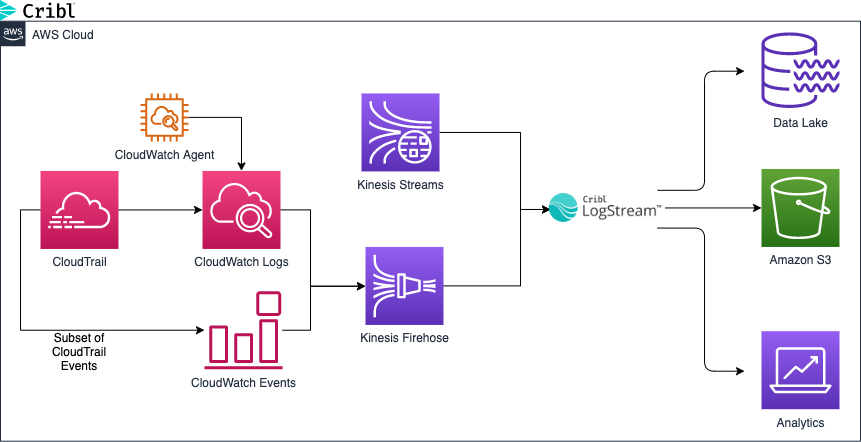 Cribl
aws
AWS Cloud
CloudWatch Agent
Kinesis Streams
Data Lake
CloudTrail
CloudWatch Logs
Cribl
LogStream™
Amazon S3
Subset of
CloudTrail
Events
CloudWatch Events
Kinesis Firehose
Analytics